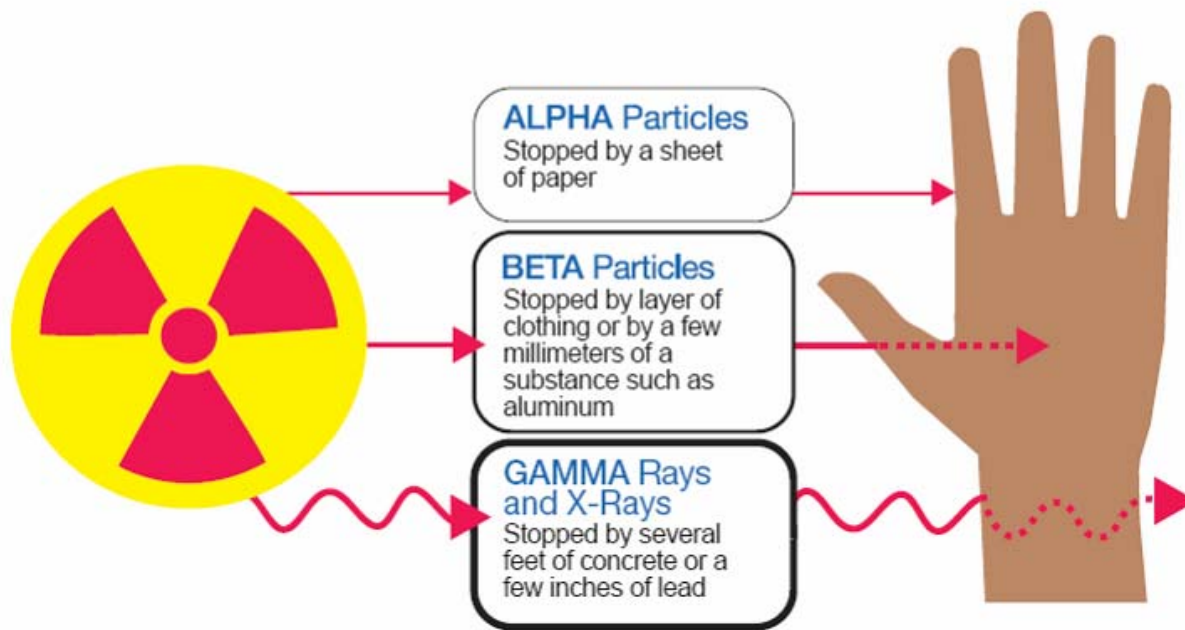 ALPHA Particles
Stopped by a sheet
of paper
BETA Particles
Stopped by layer of
clothing or by a few
millimeters of a
substance such as
aluminum
GAMMA Rays
and X-Rays
Stopped by several
feet of concrete or a
few inches of lead